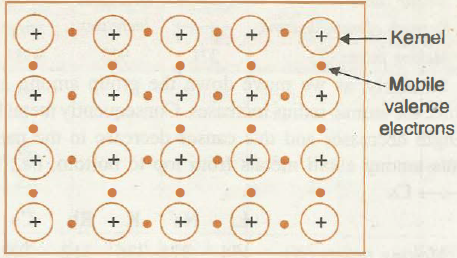 + + + + +
Kernel
+ + + + +
Mobile
valence
electrons
+ + + + +
+ + + + +